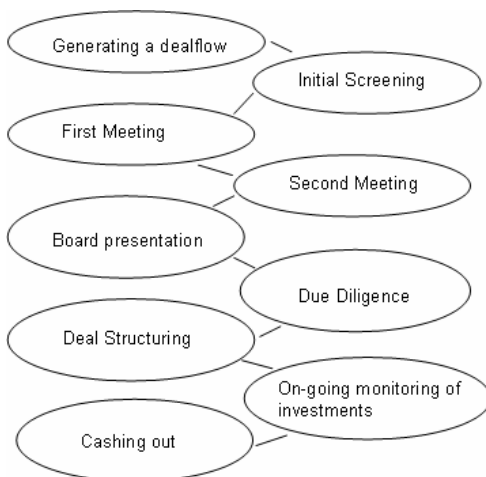 Generating a dealflow
Initial Screening
First Meeting
Second Meeting
Board presentation
Due Diligence
Deal Structuring
On-going monitoring of
investments
Cashing out